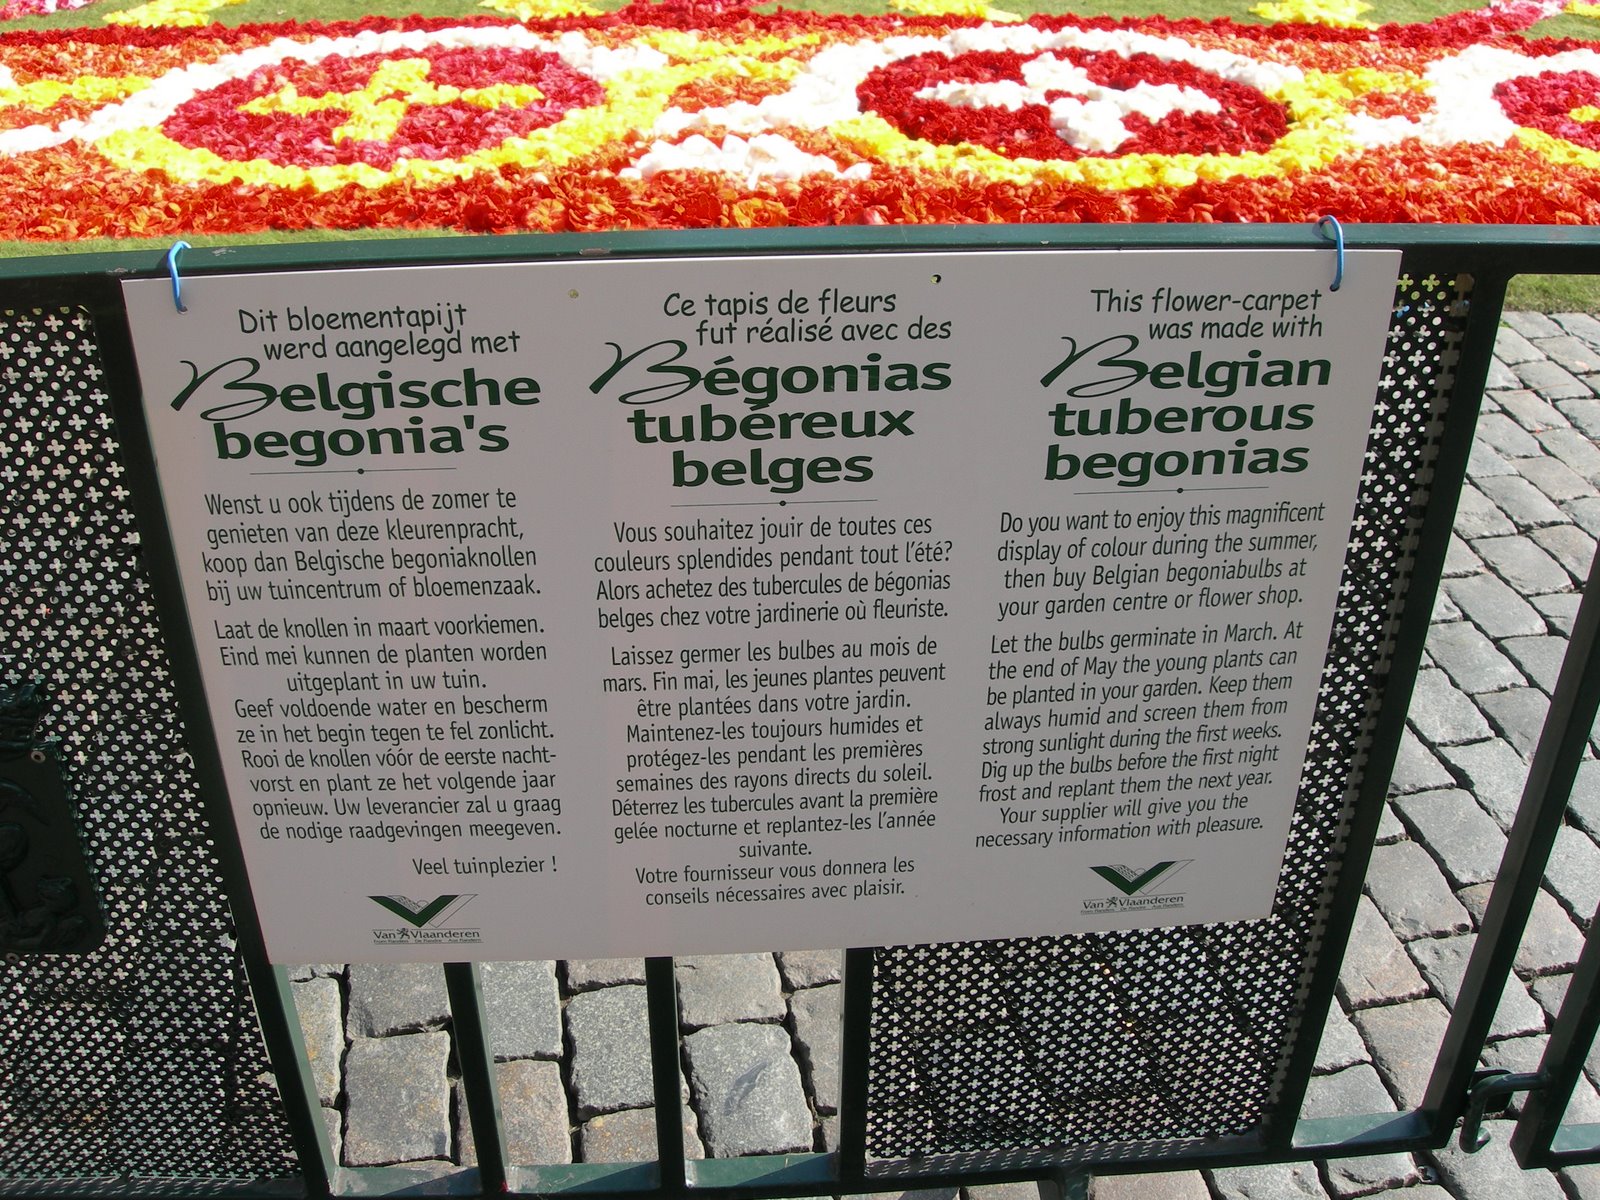 Dit bloementapijt
werd aangelegd met
Belgische
begonia's
Wenst u ook tijdens de zomer te
genieten van deze kleurenpracht,
koop dan Belgische begoniaknollen
bij uw tuincentrum of bloemenzaak.
Laat de knollen in maart voorkiemen.
Eind mei kunnen de planten worden
uitgeplant in uw tuin.
Geef voldoende water en bescherm
ze in het begin tegen te fel zonlicht.
Rooi de knollen vóór de eerste nacht-
vorst en plant ze het volgende jaar
opnieuw. Uw leverancier zal u graag
de nodige raadgevingen meegeven.
Veel tuinplezier !
Van Vlaanderen
Ce tapis de fleurs
fut réalisé avec des
Bégonias
tubéreux
belges
Vous souhaitez jouir de toutes ces
couleurs splendides pendant tout l'été?
Alors achetez des tubercules de bégonias
belges chez votre jardinerie où fleuriste.
Laissez germer les bulbes au mois de
mars. Fin mai, les jeunes plantes peuvent
être plantées dans votre jardin.
Maintenez-les toujours humides et
protégez-les pendant les premières
semaines des rayons directs du soleil.
Déterrez les tubercules avant la première
gelée nocturne et replantez-les l'année
suivante.
Votre fournisseur vous donnera les
conseils nécessaires avec plaisir.
This flower-carpet
was made with
Belgian
tuberous
begonias
Do you want to enjoy this magnificent
display of colour during the summer,
then buy Belgian begoniabulbs at
your garden centre or flower shop.
Let the bulbs germinate in March. At
the end of May the young plants can
be planted in your garden. Keep them
always humid and screen them from
strong sunlight during the first weeks.
Dig up the bulbs before the first night
frost and replant them the next year.
Your supplier will give you the
necessary information with pleasure.
Van Vlaanderen